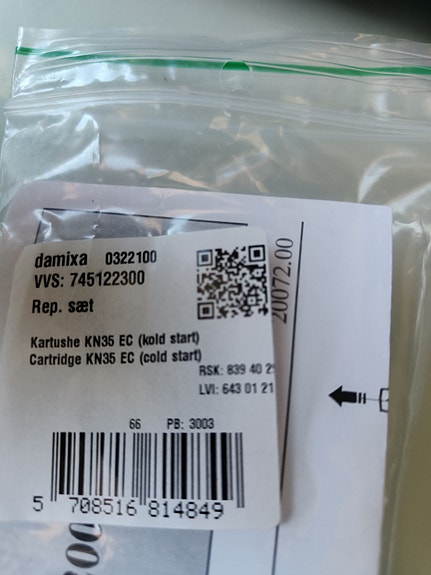 damixa 0322100
VVS: 745122300
Rep. sæt
Kartushe KN35 EC (kold start)
Cartridge KN35 EC (cold start)
RSK: 839 40 2
LVI: 643 01 21
66 PB: 3003
5 708516 814849
20072.00